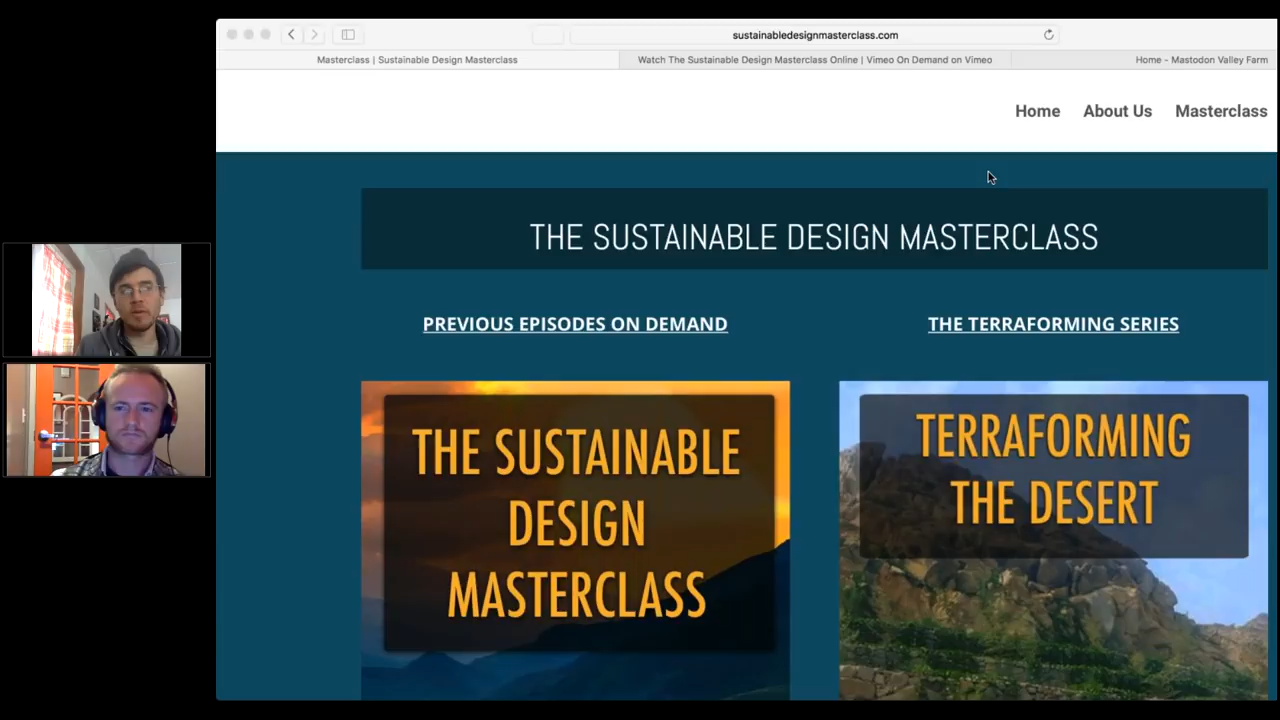 sustainabledesignmasterclass.com
Masterclass | Sustainable Design Masterclass
Watch The Sustainable Design Masterclass Online | Vimeo On Demand on Vimeo
Home - Mastodon Valley Farm
Home About Us Masterclass
THE SUSTAINABLE DESIGN MASTERCLASS
PREVIOUS EPISODES ON DEMAND
THE TERRAFORMING SERIES
THE SUSTAINABLE
DESIGN
MASTERCLASS
TERRAFORMING
THE DESERT